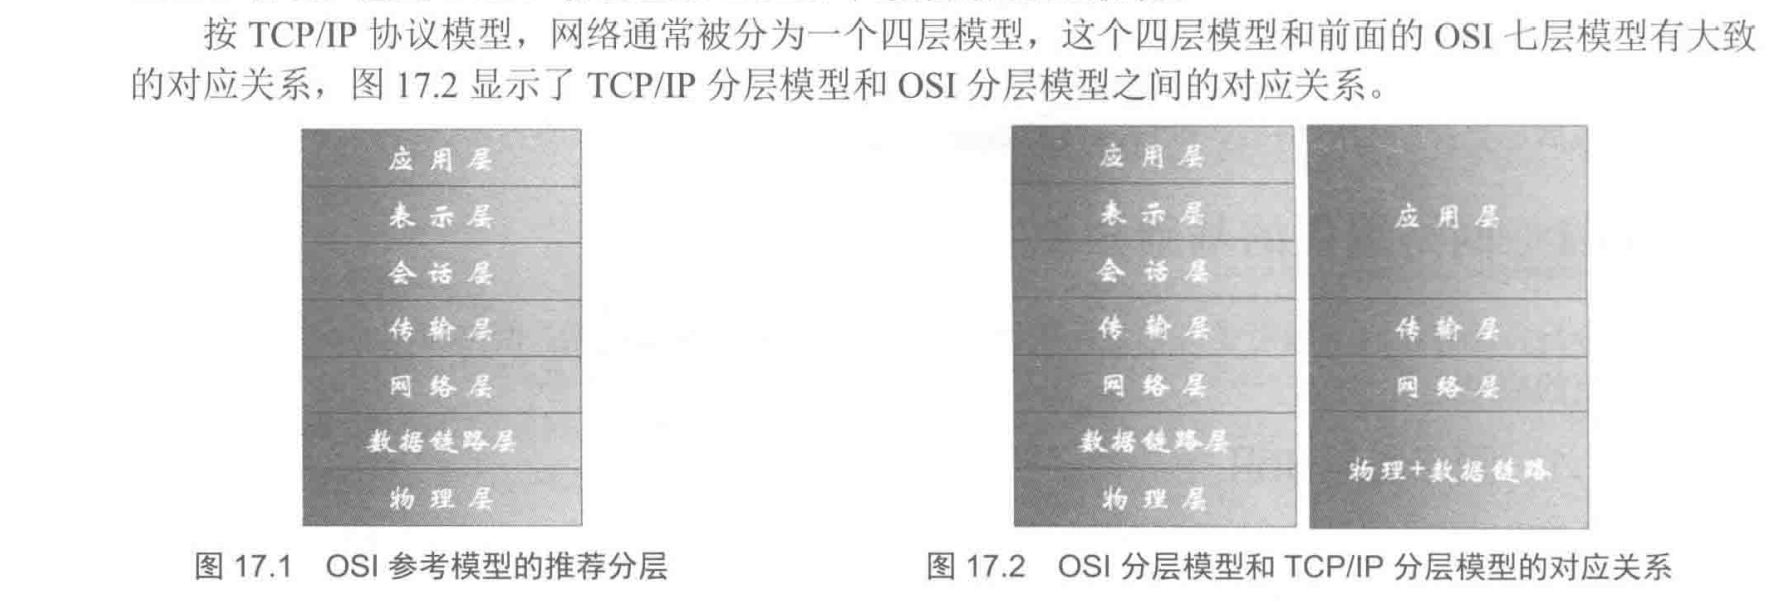 按 TCP/IP 协议模型，网络通常被分为一个四层模型，这个四层模型和前面的 OSI 七层模型有大致
的对应关系，图 17.2 显示了 TCP/IP 分层模型和 OSI 分层模型之间的对应关系。
应用层
表示层
会话层
传输层
网络层
数据链路层
物理层
图 17.1 OSI 参考模型的推荐分层
应用层
表示层
会话层
传输层
网络层
数据链路层
物理层
应用层
传输层
网络层
物理+数据链路
图 17.2 OSI 分层模型和 TCP/IP 分层模型的对应关系